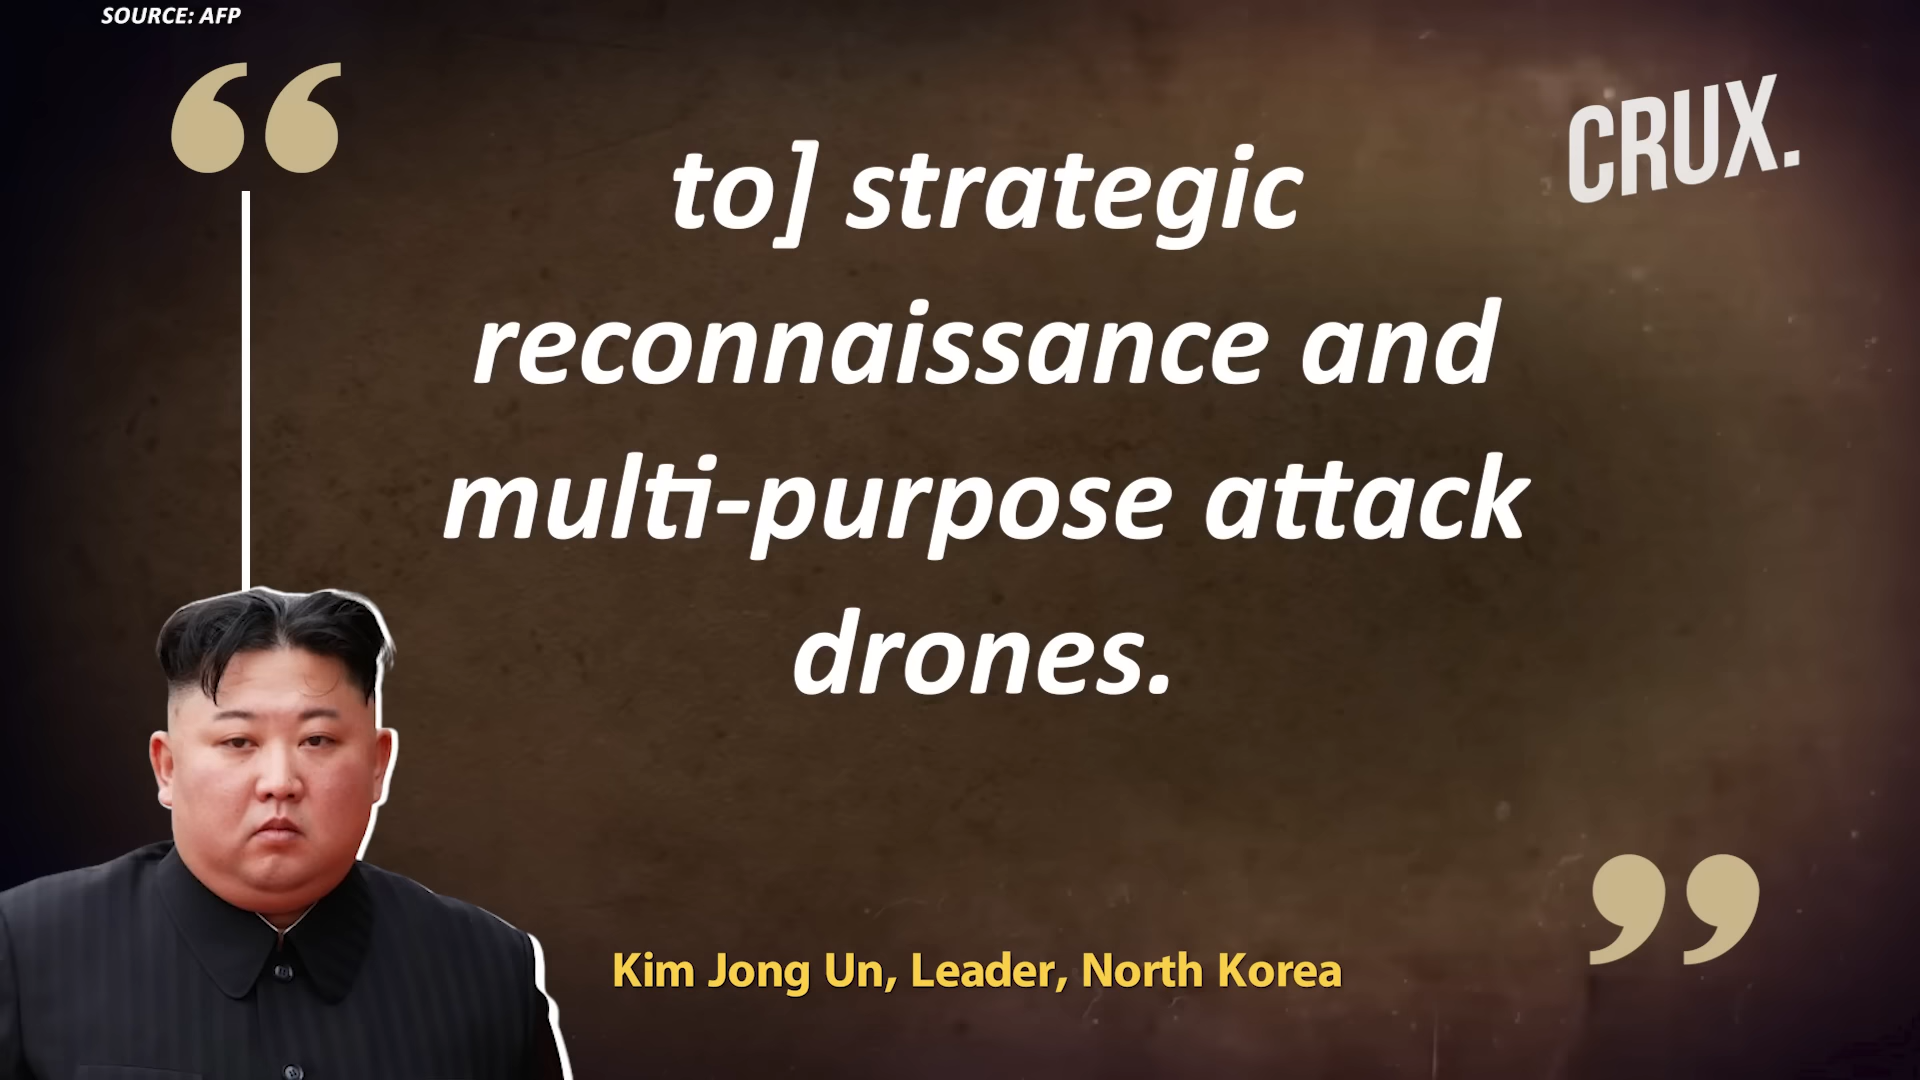 SOURCE: AFP
“
CRUX.
to] strategic
reconnaissance and
multi-purpose attack
drones.
”
Kim Jong Un, Leader, North Korea